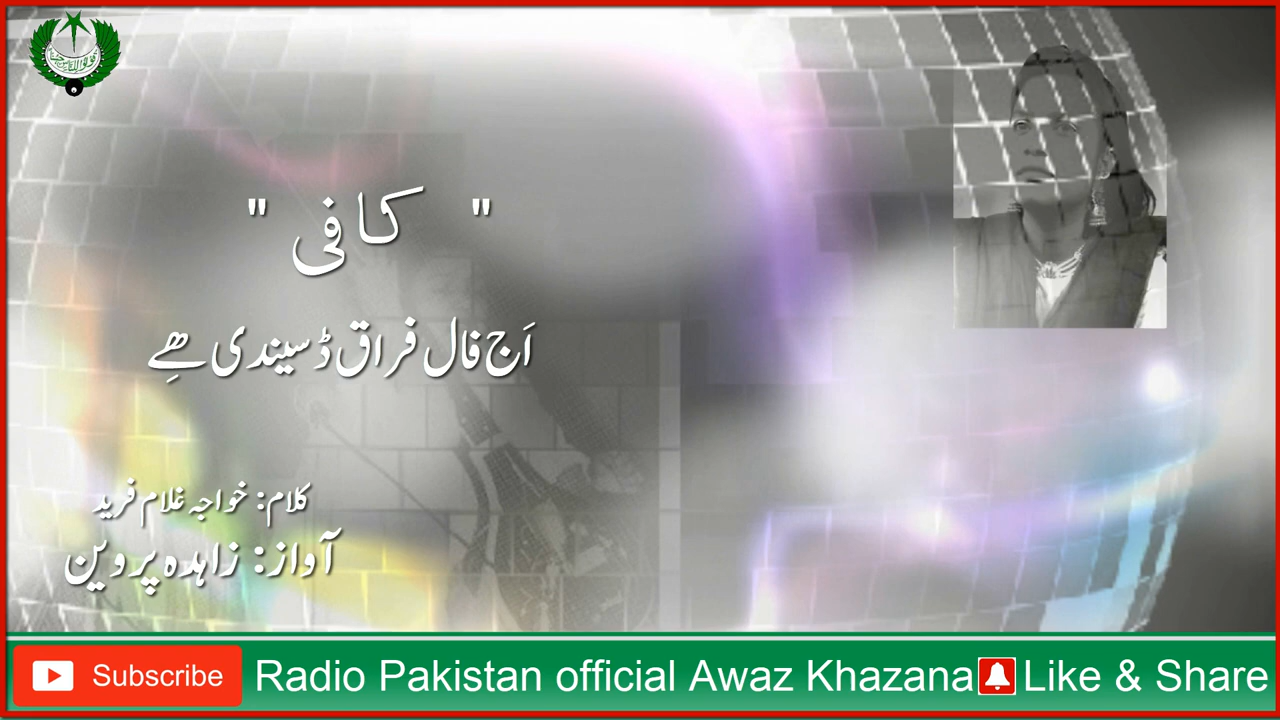 " کافی "
اَج فال فراق ڈسیندی ھےِ
کلام: خواجہ غلام فرید
آواز: زاہدہ پروین
Subscribe Radio Pakistan official Awaz Khazana Like & Share